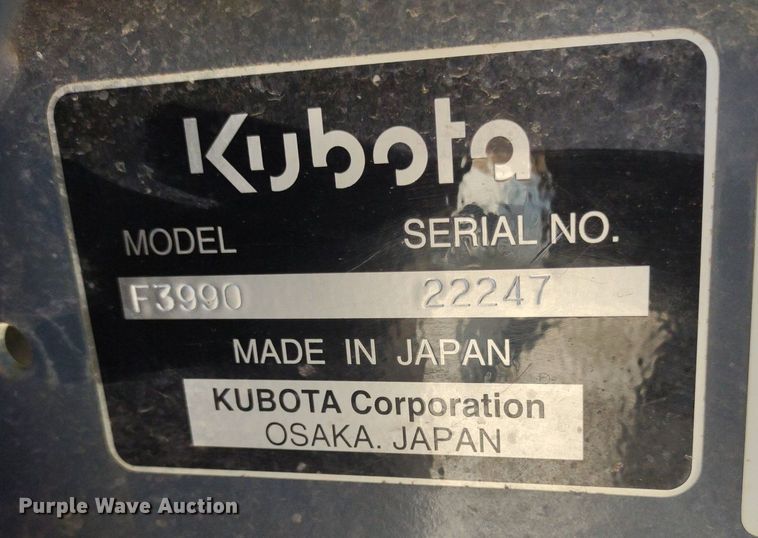 Kubota
MODEL SERIAL NO.
F3990 22247
MADE IN JAPAN
KUBOTA Corporation
OSAKA. JAPAN
Purple Wave Auction